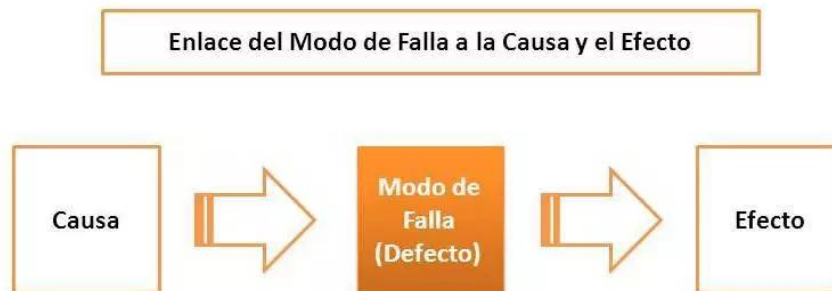 Enlace del Modo de Falla a la Causa y el Efecto
Causa
Modo de
Falla
(Defecto)
Efecto